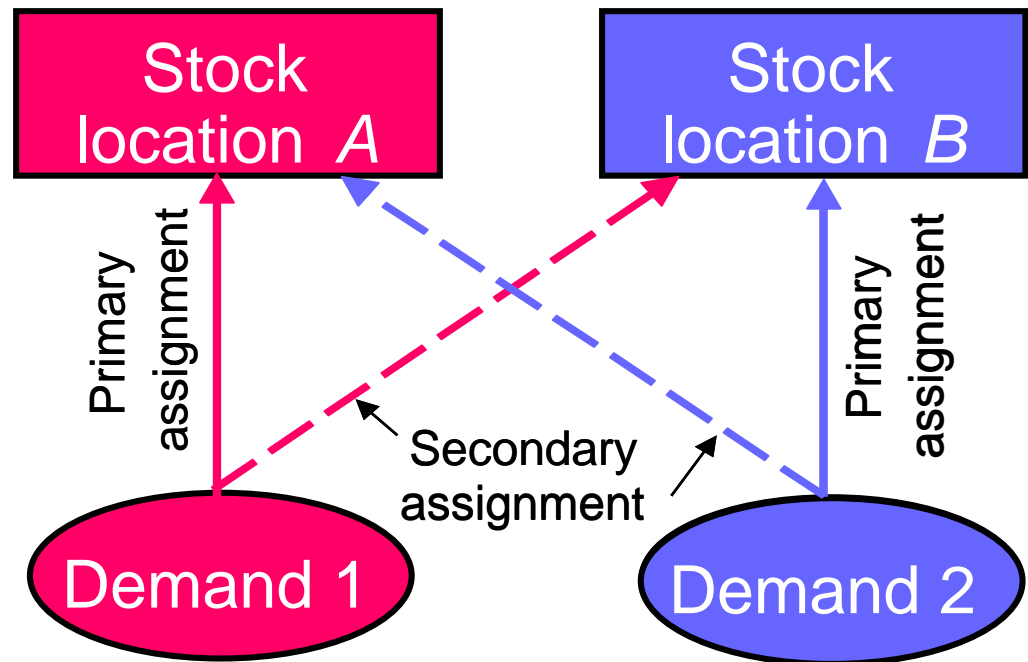 Stock
location A
Stock
location B
Primary
assignment
Primary
assignment
Secondary
assignment
Demand 1
Demand 2